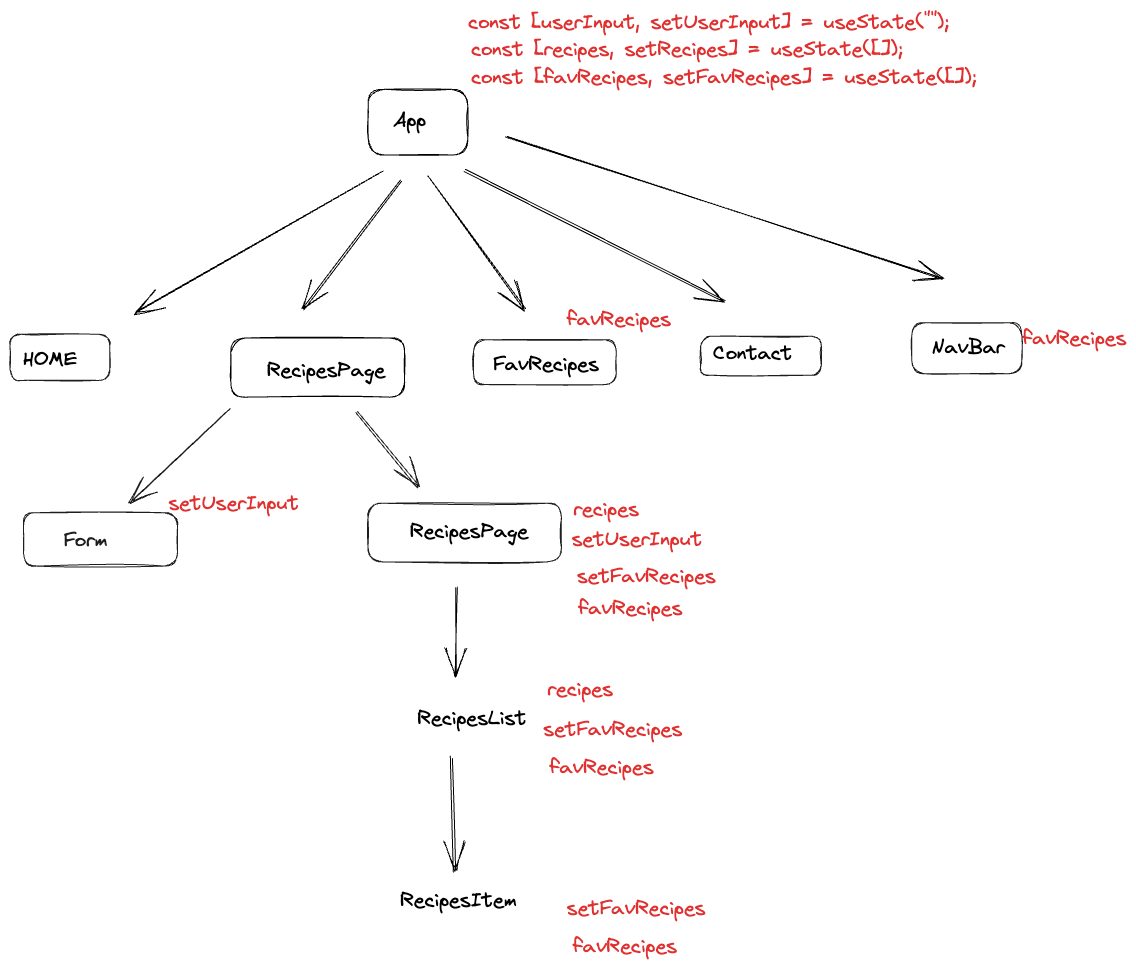 const [userInput, setUserInput] = useState("");
const [recipes, setRecipes] = useState([]);
const [favRecipes, setFavRecipes] = useState([]);
App
favRecipes
HOME
RecipesPage
FavRecipes
Contact
NavBar
favRecipes
setUserInput
Form
RecipesPage
recipes
setUserInput
setFavRecipes
favRecipes
RecipesList
recipes
setFavRecipes
favRecipes
RecipesItem
setFavRecipes
favRecipes